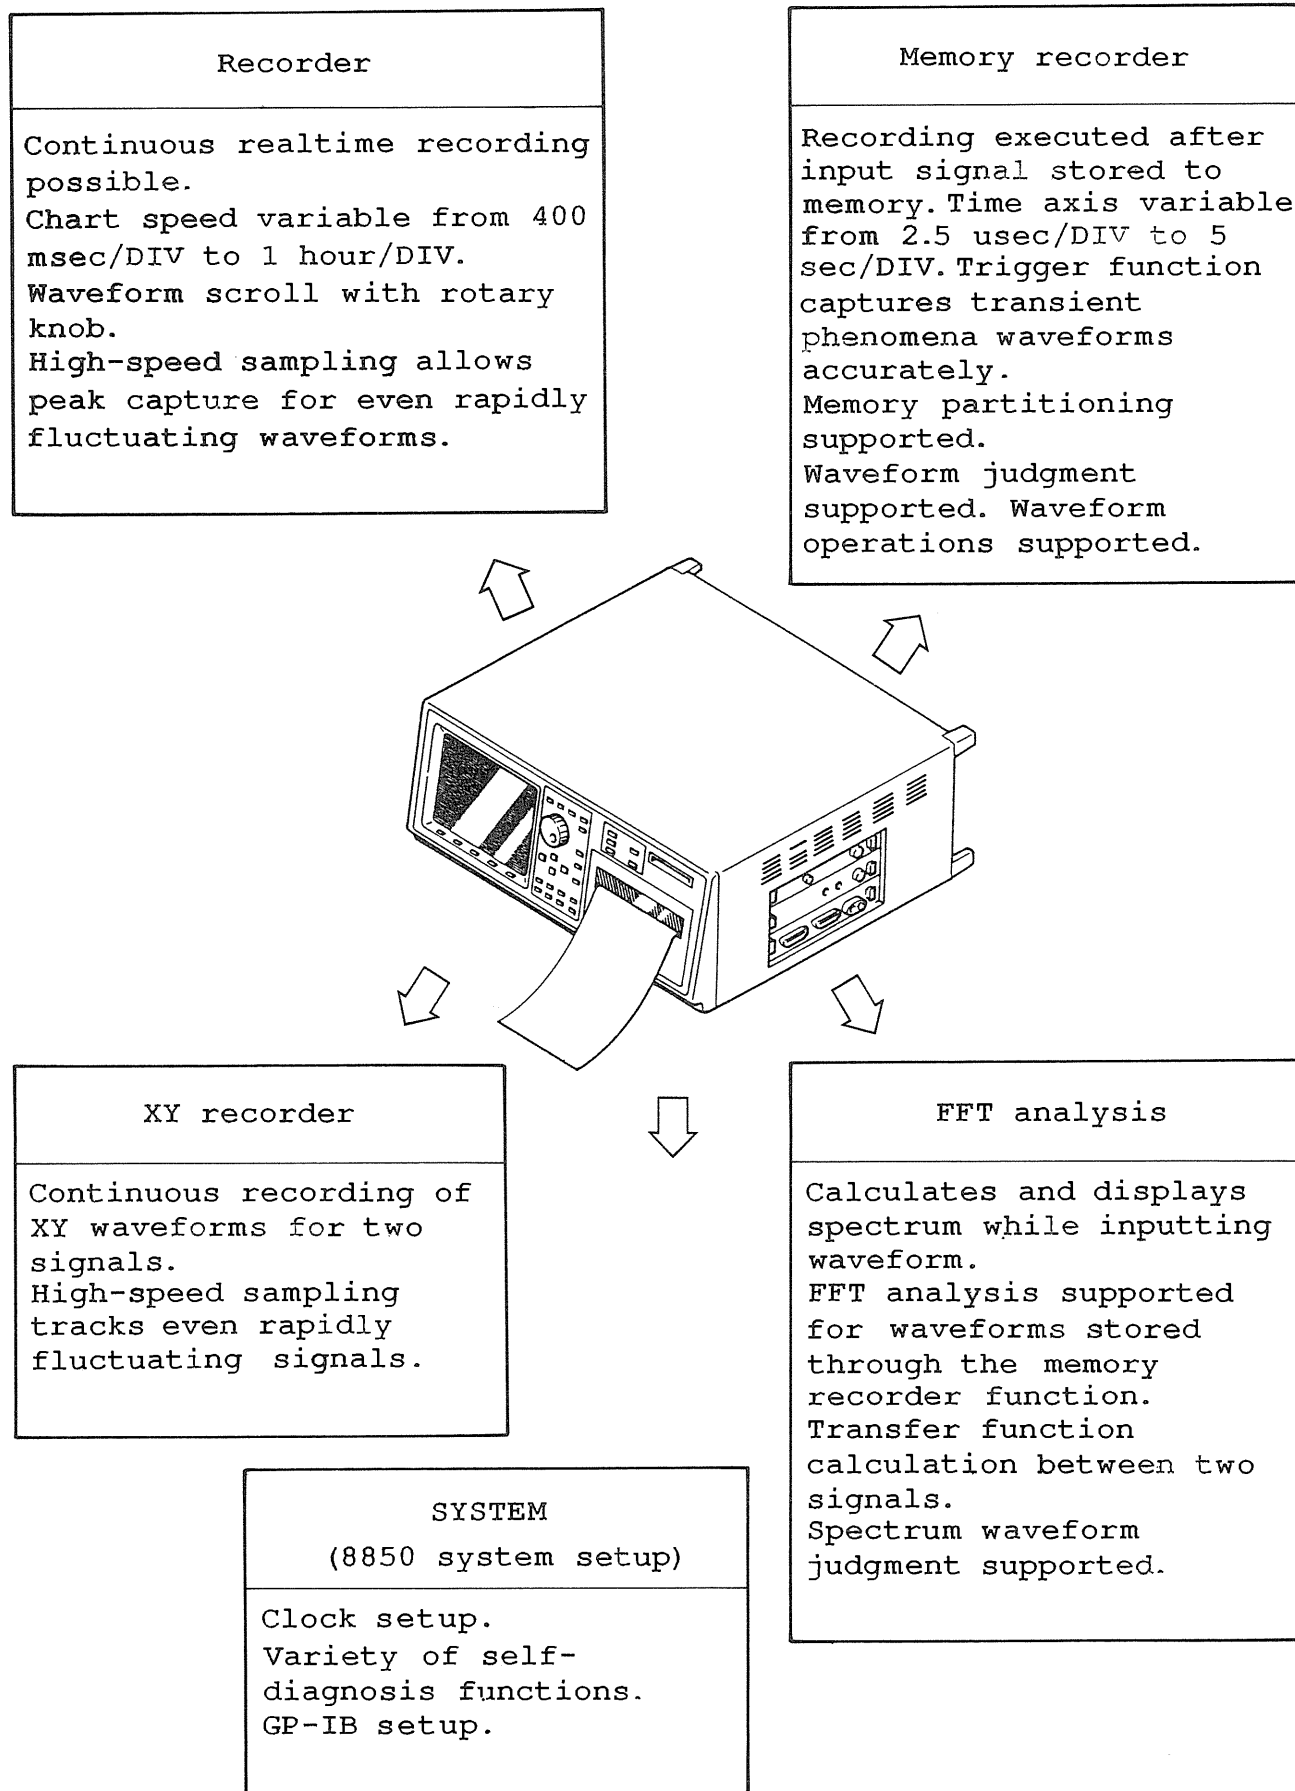 Recorder
Continuous realtime recording
possible.
Chart speed variable from 400
msec/DIV to 1 hour/DIV.
Waveform scroll with rotary
knob.
High-speed sampling allows
peak capture for even rapidly
fluctuating waveforms.
Memory recorder
Recording executed after
input signal stored to
memory. Time axis variable
from 2.5 usec/DIV to 5
sec/DIV. Trigger function
captures transient
phenomena waveforms
accurately.
Memory partitioning
supported.
Waveform judgment
supported. Waveform
operations supported.
XY recorder
Continuous recording of
XY waveforms for two
signals.
High-speed sampling
tracks even rapidly
fluctuating signals.
FFT analysis
Calculates and displays
spectrum while inputting
waveform.
FFT analysis supported
for waveforms stored
through the memory
recorder function.
Transfer function
calculation between two
signals.
Spectrum waveform
judgment supported.
SYSTEM
(8850 system setup)
Clock setup.
Variety of self-
diagnosis functions.
GP-IB setup.